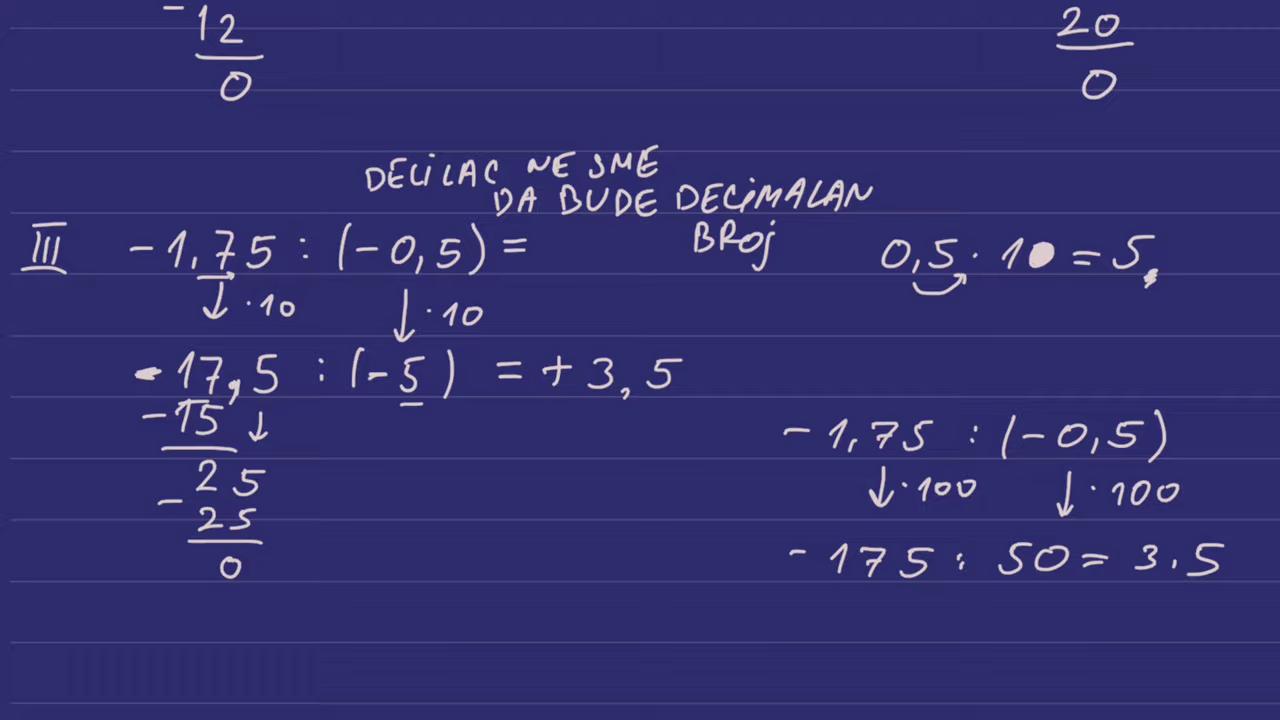 -12
0
20
0
DELILAC NE SME
DA BUDE DECIMALAN
BROJ
III -1,75 : (-0,5) =
0,5 · 10 = 5,
↓ · 10 ↓ · 10
-17,5 : (-5) = +3,5
-15 ↓
25
-25
0
-1,75 : (-0,5)
↓ · 100 ↓ · 100
-175 : 50 = 3.5